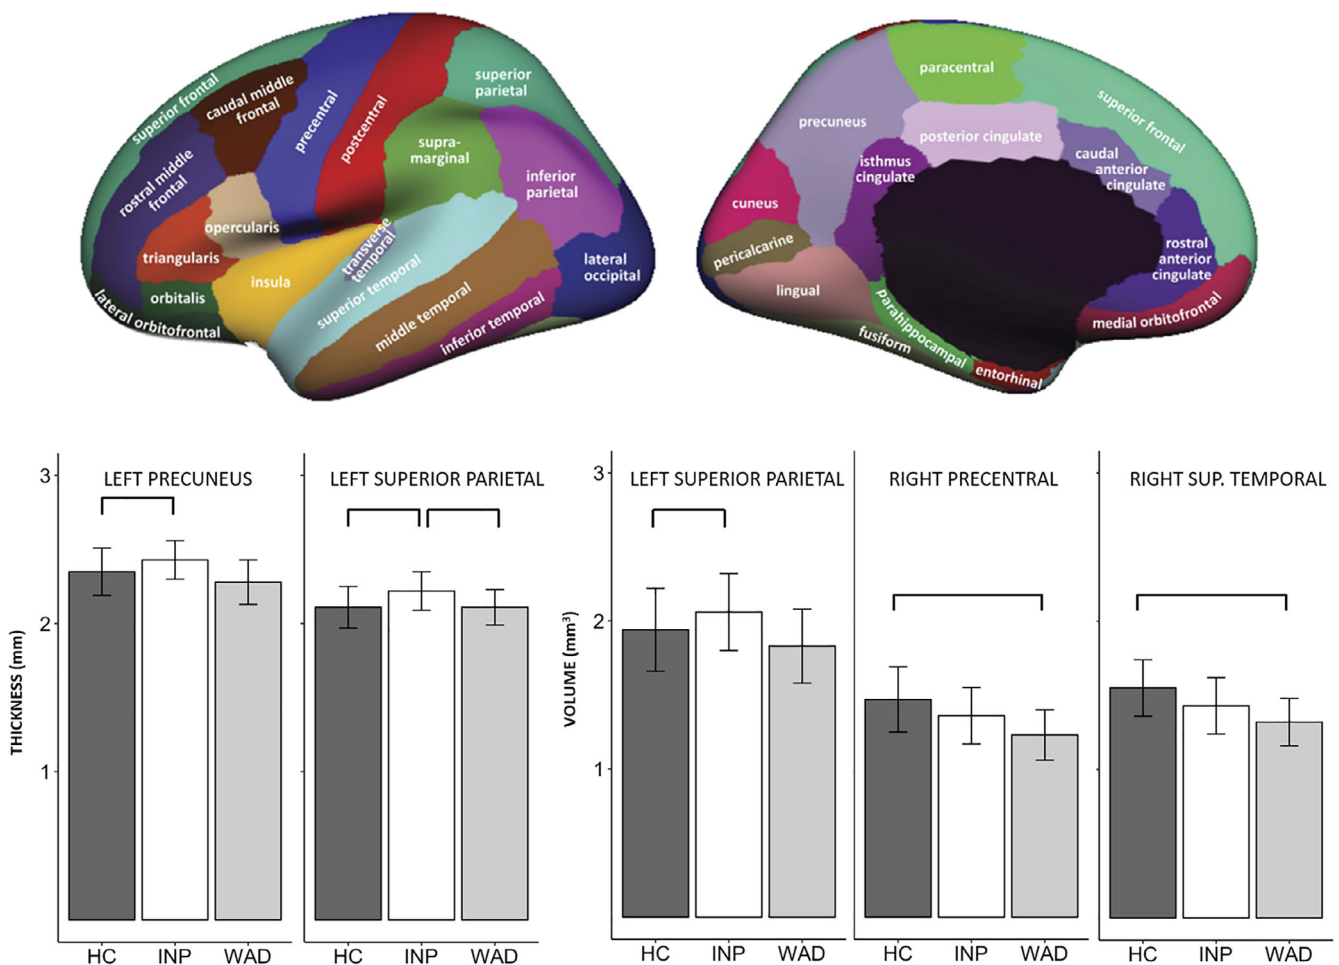 superior frontal
caudal middle
frontal
precentral
postcentral
superior
parietal
supra-
marginal
inferior
parietal
rostral middle
frontal
opercularis
triangularis
transverse
temporal
insula
orbitalis
lateral orbitofrontal
superior temporal
middle temporal
inferior temporal
lateral
occipital
paracentral
superior frontal
precuneus
posterior cingulate
isthmus
cingulate
caudal
anterior
cingulate
cuneus
pericalcarine
rostral
anterior
cingulate
lingual
parahippocampal
fusiform
medial orbitofrontal
entorhinal
THICKNESS (mm)
3
2
1
LEFT PRECUNEUS
HC INP WAD
LEFT SUPERIOR PARIETAL
HC INP WAD
VOLUME (mm³)
3
2
1
LEFT SUPERIOR PARIETAL
HC INP WAD
RIGHT PRECENTRAL
HC INP WAD
RIGHT SUP. TEMPORAL
HC INP WAD